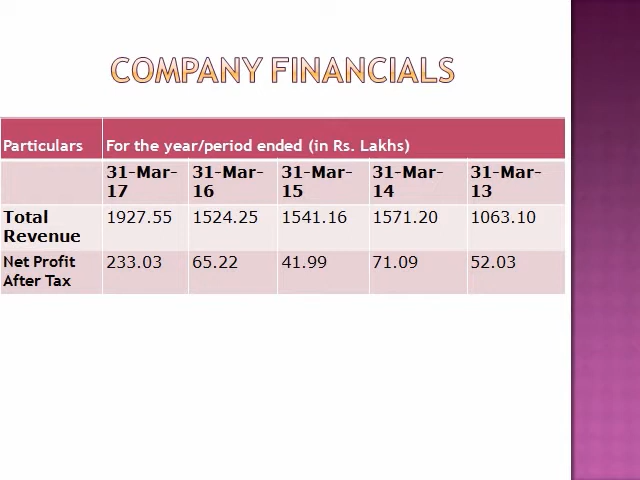 COMPANY FINANCIALS
Particulars For the year/period ended (in Rs. Lakhs)
31-Mar-17 31-Mar-16 31-Mar-15 31-Mar-14 31-Mar-13
Total Revenue 1927.55 1524.25 1541.16 1571.20 1063.10
Net Profit After Tax 233.03 65.22 41.99 71.09 52.03